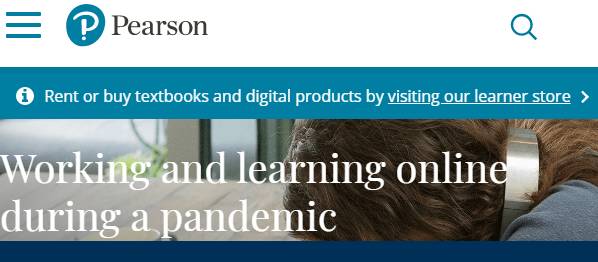 Pearson
Rent or buy textbooks and digital products by visiting our learner store
Working and learning online
during a pandemic